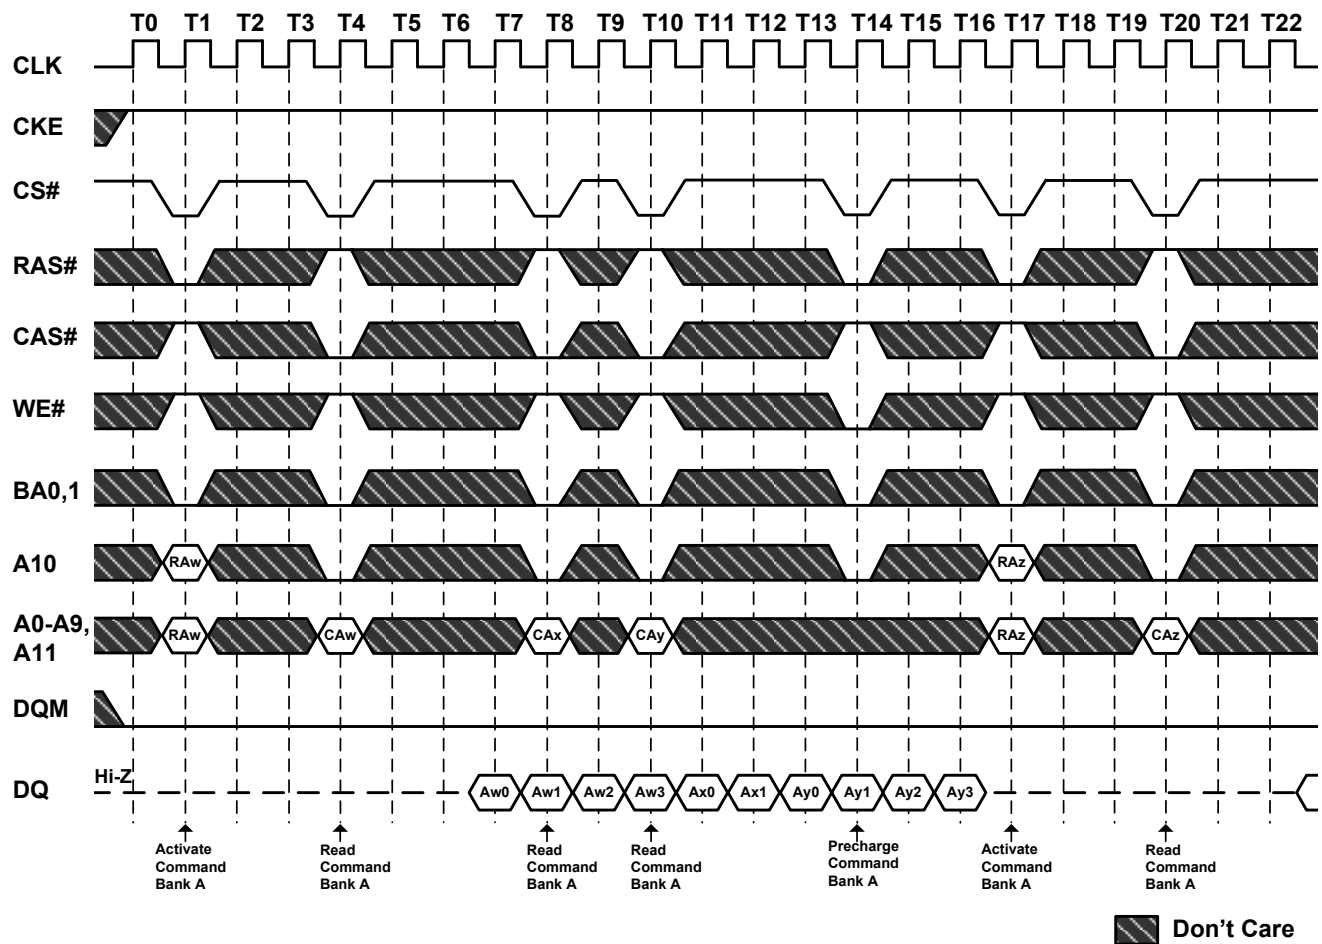 T0 T1 T2 T3 T4 T5 T6 T7 T8 T9 T10 T11 T12 T13 T14 T15 T16 T17 T18 T19 T20 T21 T22
CLK
CKE
CS#
RAS#
CAS#
WE#
BA0,1
A10
RAw RAz
A0-A9,
A11
RAw CAw CAx CAy RAz CAz
DQM
DQ
Hi-Z
Aw0 Aw1 Aw2 Aw3 Ax0 Ax1 Ay0 Ay1 Ay2 Ay3
Activate
Command
Bank A
Read
Command
Bank A
Read
Command
Bank A
Read
Command
Bank A
Precharge
Command
Bank A
Activate
Command
Bank A
Read
Command
Bank A
Don't Care